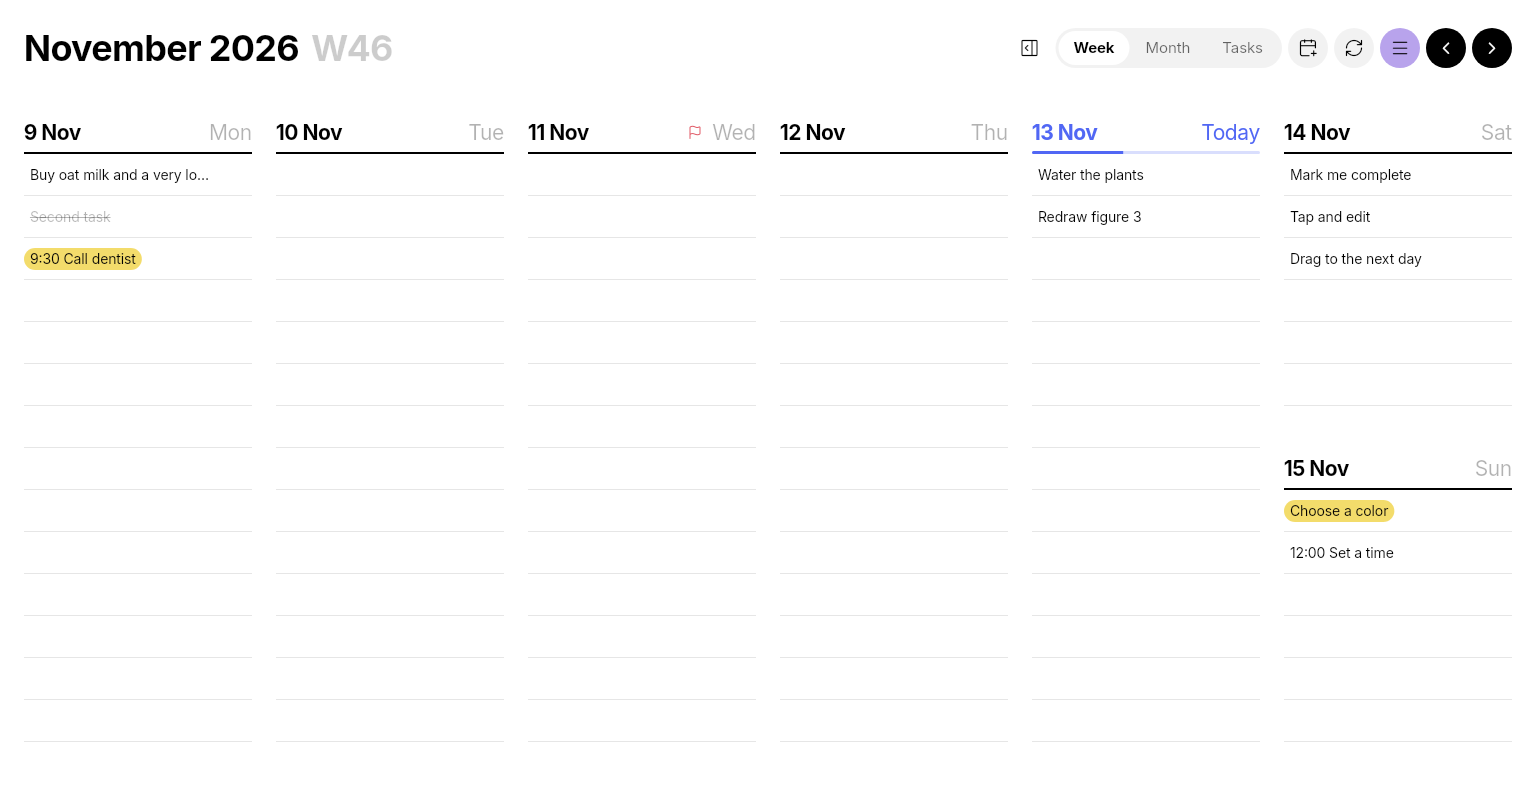 November 2026 W46
Week Month Tasks
9 Nov Mon
Buy oat milk and a very lo...
Second task
9:30 Call dentist
10 Nov Tue
11 Nov Wed
12 Nov Thu
13 Nov Today
Water the plants
Redraw figure 3
14 Nov Sat
Mark me complete
Tap and edit
Drag to the next day
15 Nov Sun
Choose a color
12:00 Set a time